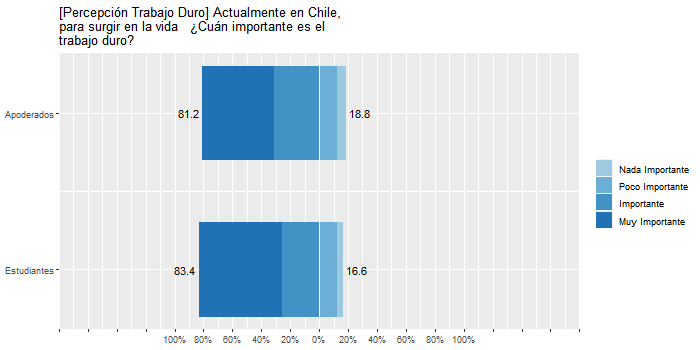 [Percepción Trabajo Duro] Actualmente en Chile,
para surgir en la vida   ¿Cuán importante es el
trabajo duro?
Apoderados
81.2
18.8
Estudiantes
83.4
16.6
Nada Importante
Poco Importante
Importante
Muy Importante
100% 80% 60% 40% 20% 0% 20% 40% 60% 80% 100%